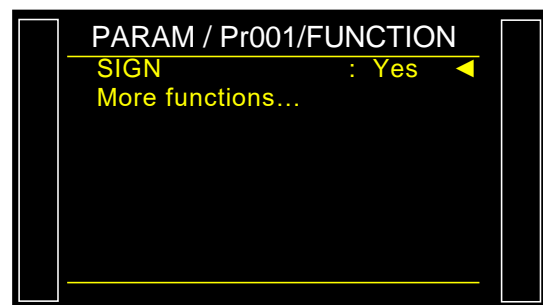 PARAM / Pr001/FUNCTION
SIGN : Yes ◄
More functions…